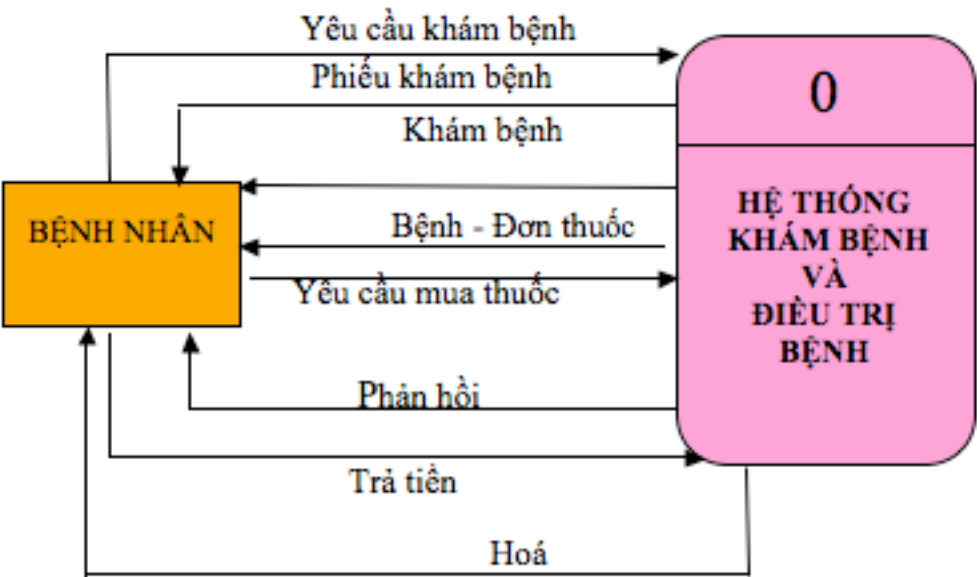 Yêu cầu khám bệnh
Phiếu khám bệnh
Khám bệnh
0
BỆNH NHÂN
HỆ THỐNG
KHÁM BỆNH
VÀ
ĐIỀU TRỊ
BỆNH
Bệnh - Đơn thuốc
Yêu cầu mua thuốc
Phản hồi
Trả tiền
Hoá